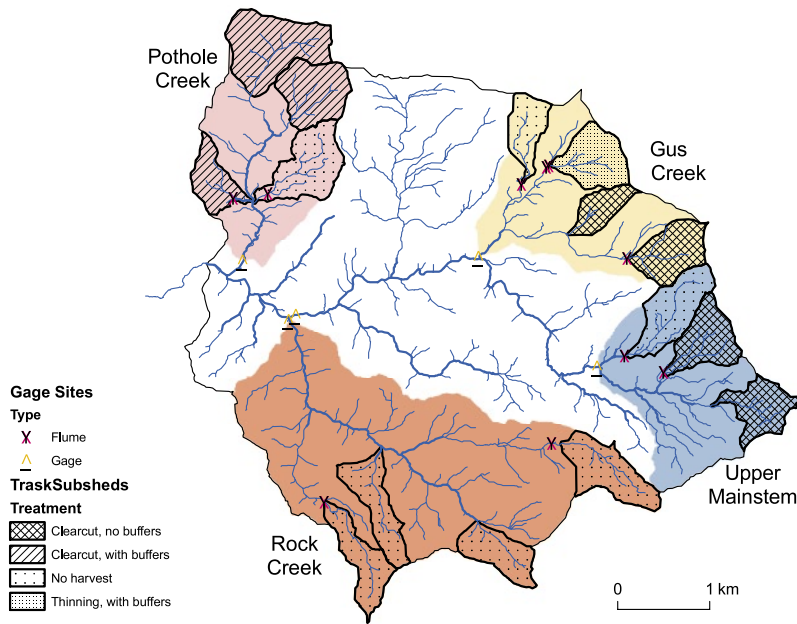 Pothole
Creek
Gus
Creek
Gage Sites
Type
Flume
Gage
TraskSubsheds
Treatment
Clearcut, no buffers
Clearcut, with buffers
No harvest
Thinning, with buffers
Rock
Creek
Upper
Mainstem
0 1 km